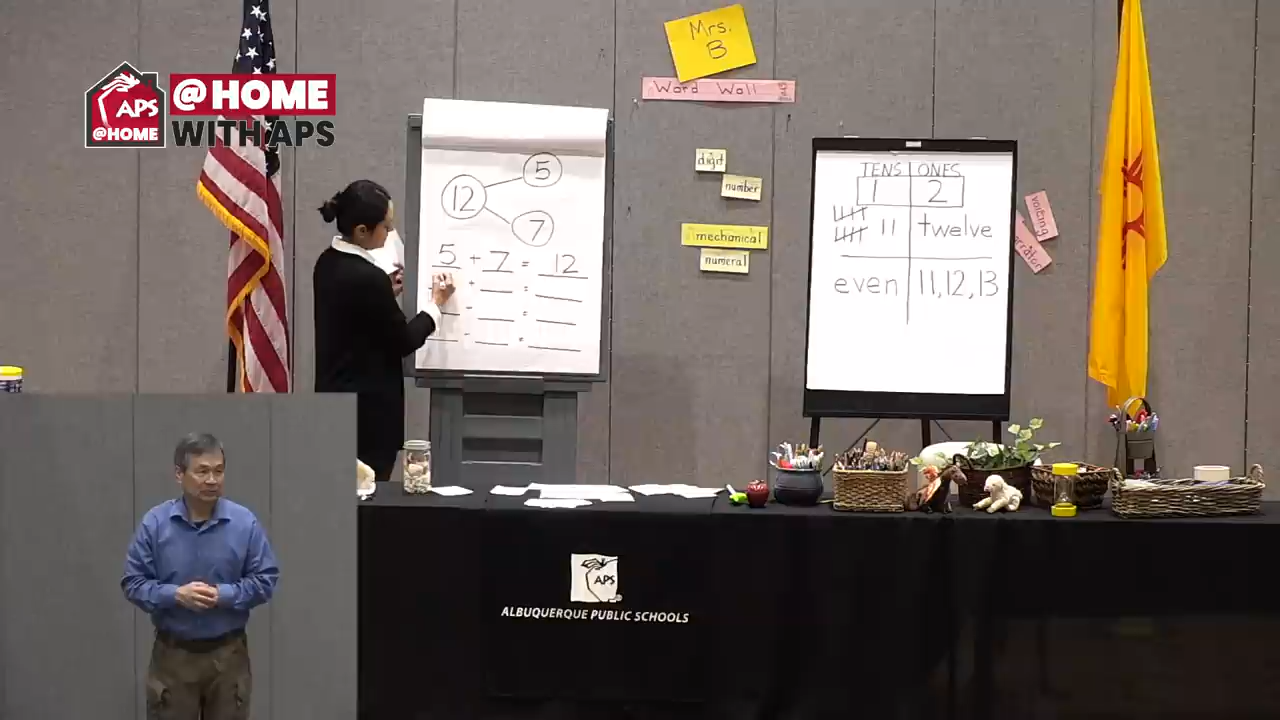 APS
@HOME
@HOME
WITH APS
Mrs.
B
Word Wall
digit
number
mechanical
numeral
voting
12
5
7
5 + 7 = 12
+ =
- =
- =
TENS ONES
1 2
twelve
even 11, 12, 13
APS
ALBUQUERQUE PUBLIC SCHOOLS